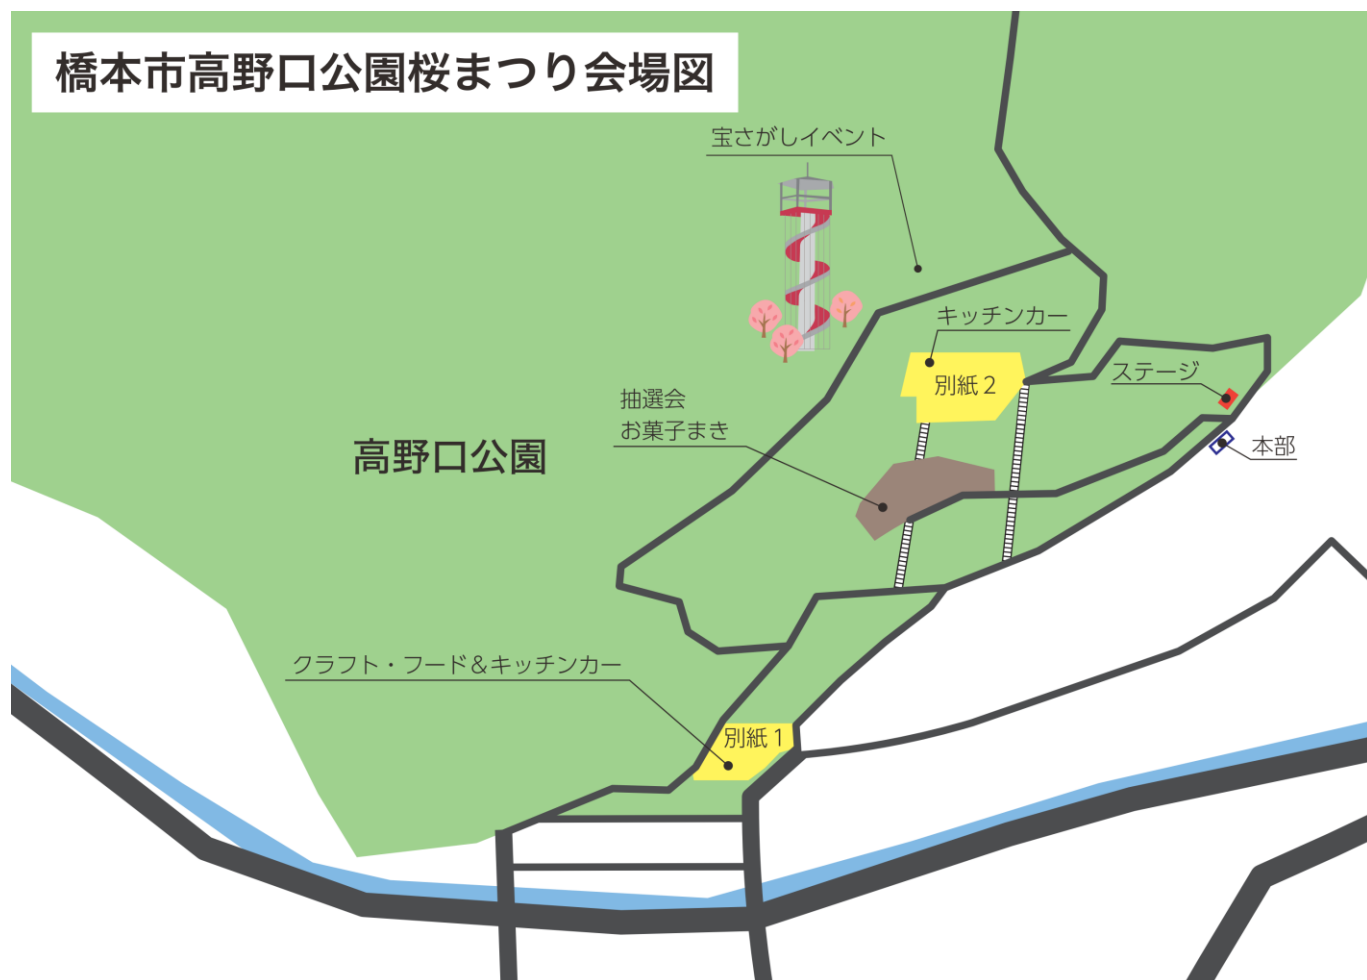 橋本市高野口公園桜まつり会場図
宝さがしイベント
キッチンカー
別紙2
ステージ
抽選会
お菓子まき
本部
高野口公園
クラフト・フード＆キッチンカー
別紙1